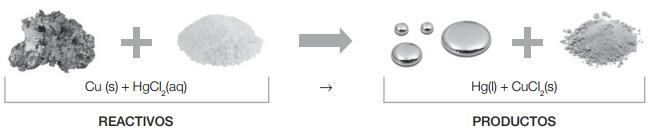 Cu (s) + HgCl₂(aq) → Hg(l) + CuCl₂(s)
REACTIVOS PRODUCTOS